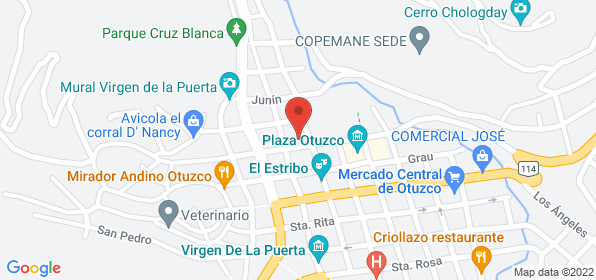 Cerro Chologday
Parque Cruz Blanca
COPEMANE SEDE
Mural Virgen de la Puerta
Junín
Avicola el
corral D' Nancy
Plaza Otuzco
COMERCIAL JOSÉ
Grau
El Estribo
Mirador Andino Otuzco
Mercado Central
de Otuzco
114
Los Ángeles
Veterinario
San Pedro
Sta. Rita
Virgen De La Puerta
Criollazo restaurante
H
Sta. Rosa
Google
Map data ©2022